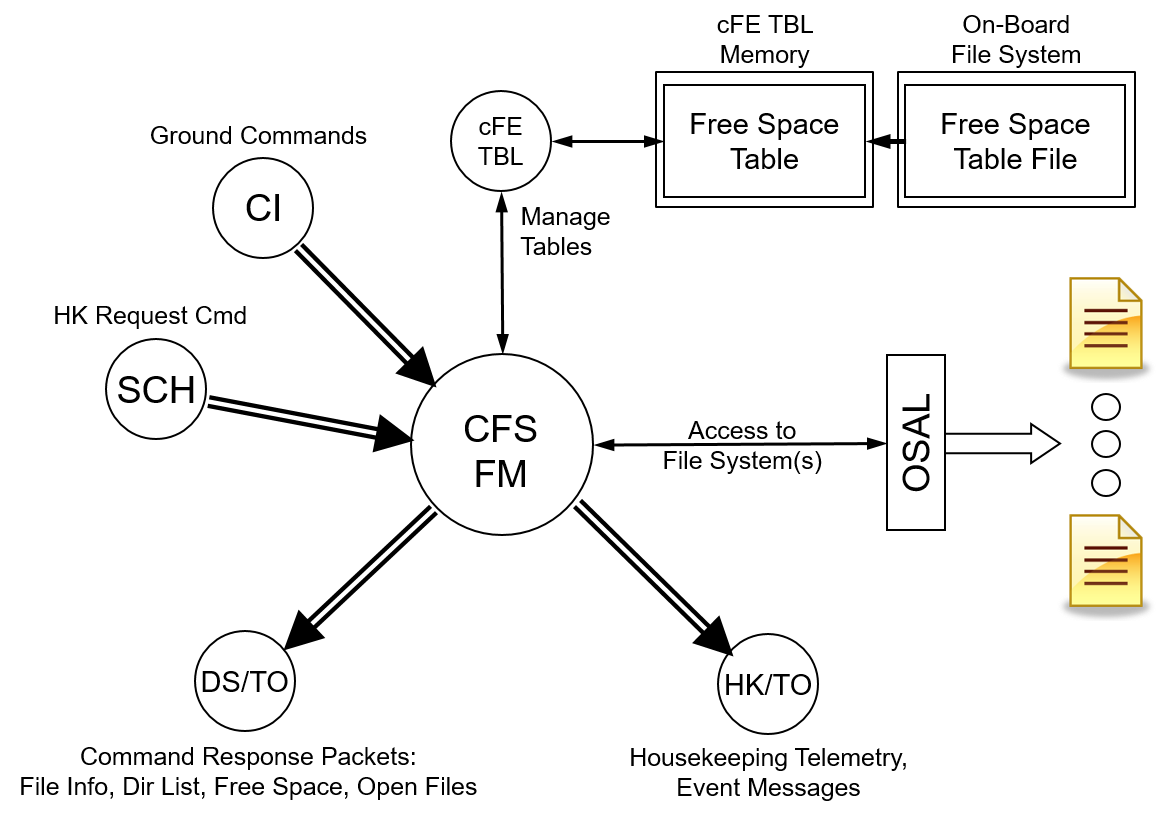 cFE TBL
Memory
On-Board
File System
Free Space
Table
Free Space
Table File
cFE
TBL
Ground Commands
CI
Manage
Tables
HK Request Cmd
SCH
CFS
FM
Access to
File System(s)
OSAL
DS/TO
HK/TO
Command Response Packets:
File Info, Dir List, Free Space, Open Files
Housekeeping Telemetry,
Event Messages